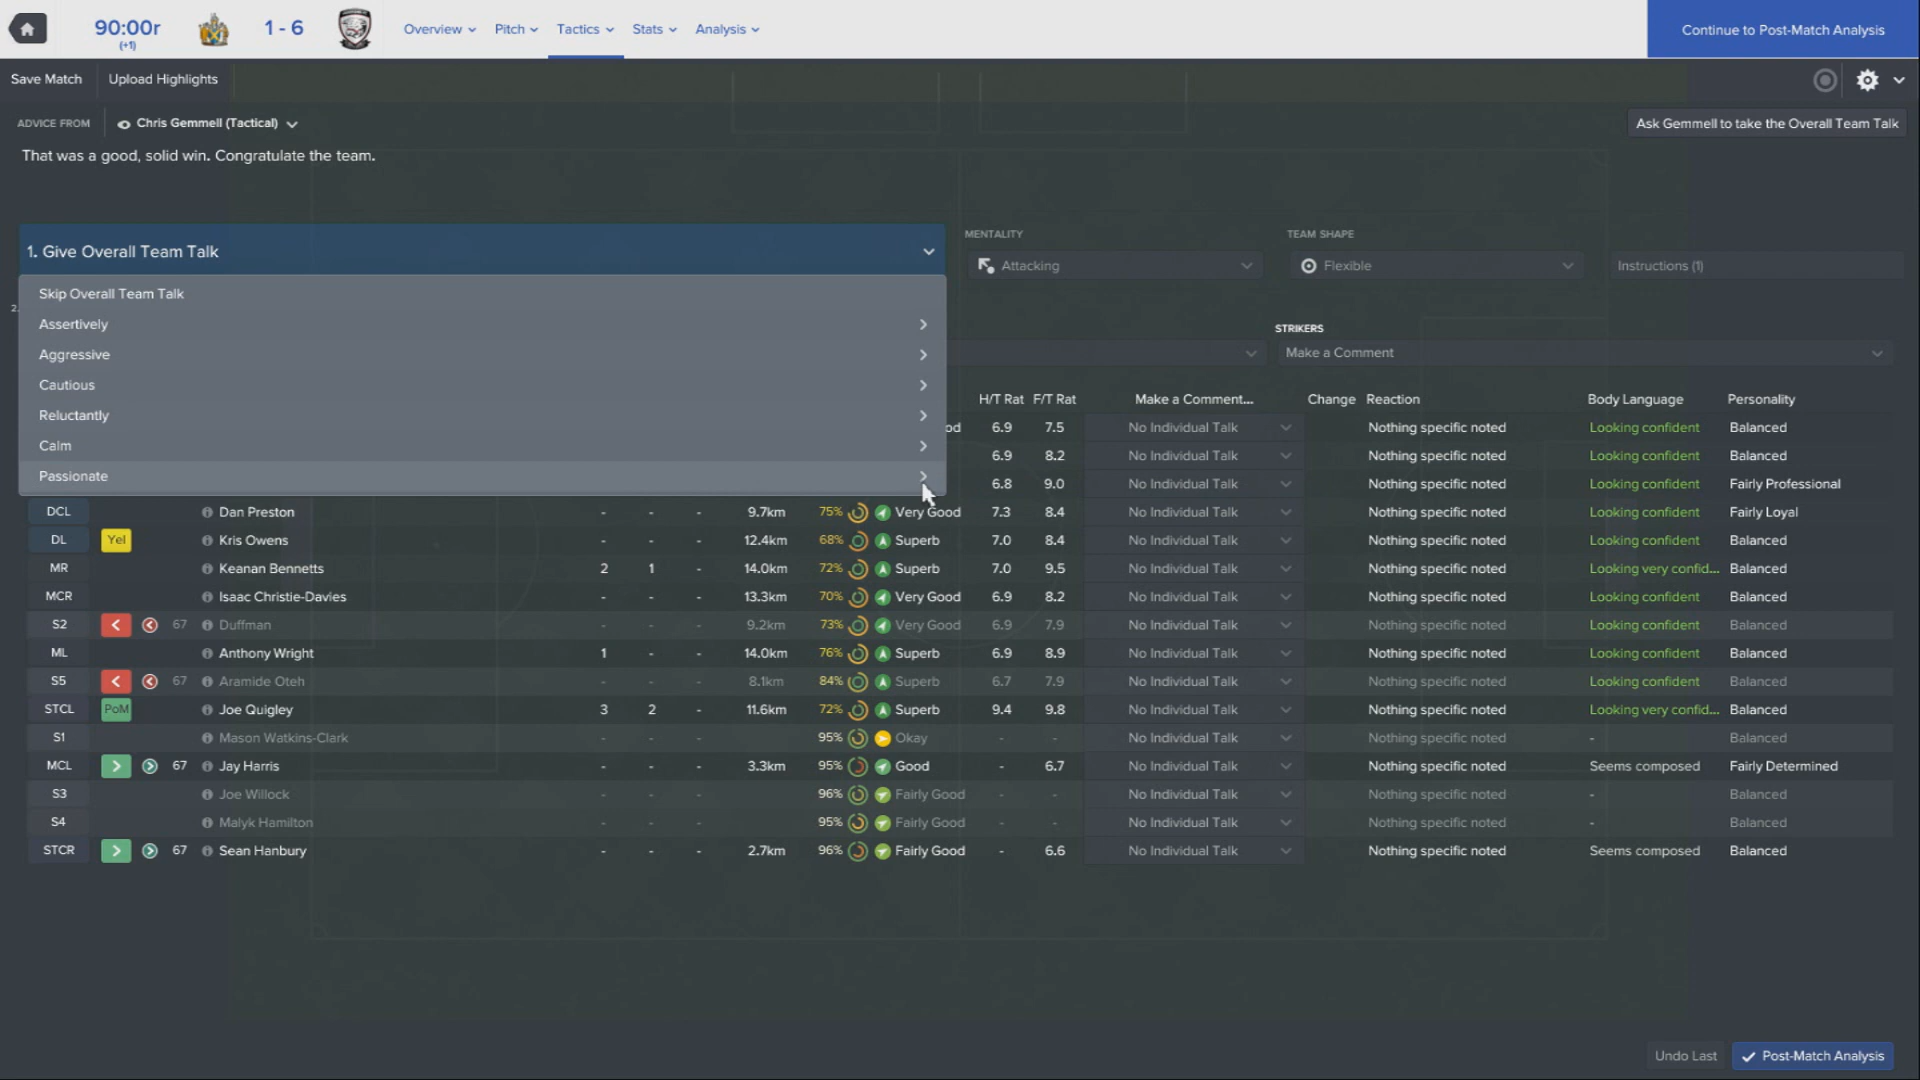 90:00r
(+1)
1 - 6
Overview
Pitch
Tactics
Stats
Analysis
Continue to Post-Match Analysis
Save Match
Upload Highlights
ADVICE FROM
Chris Gemmell (Tactical)
Ask Gemmell to take the Overall Team Talk
That was a good, solid win. Congratulate the team.
1. Give Overall Team Talk
MENTALITY
TEAM SHAPE
Attacking
Flexible
Instructions (1)
Skip Overall Team Talk
2.
Assertively
STRIKERS
Aggressive
Make a Comment
Cautious
H/T Rat F/T Rat Make a Comment... Change Reaction Body Language Personality
Reluctantly
od 6.9 7.5 No Individual Talk Nothing specific noted Looking confident Balanced
Calm
6.9 8.2 No Individual Talk Nothing specific noted Looking confident Balanced
Passionate
6.8 9.0 No Individual Talk Nothing specific noted Looking confident Fairly Professional
DCL Dan Preston - - - 9.7km 75% Very Good 7.3 8.4 No Individual Talk Nothing specific noted Looking confident Fairly Loyal
DL Yel Kris Owens - - - 12.4km 68% Superb 7.0 8.4 No Individual Talk Nothing specific noted Looking confident Balanced
MR Keanan Bennetts 2 1 - 14.0km 72% Superb 7.0 9.5 No Individual Talk Nothing specific noted Looking very confid... Balanced
MCR Isaac Christie-Davies - - - 13.3km 70% Very Good 6.9 8.2 No Individual Talk Nothing specific noted Looking confident Balanced
S2 67 Duffman - - - 9.2km 73% Very Good 6.9 7.9 No Individual Talk Nothing specific noted Looking confident Balanced
ML Anthony Wright 1 - - 14.0km 76% Superb 6.9 8.9 No Individual Talk Nothing specific noted Looking confident Balanced
S5 67 Aramide Oteh - - - 8.1km 84% Superb 6.7 7.9 No Individual Talk Nothing specific noted Looking confident Balanced
STCL PoM Joe Quigley 3 2 - 11.6km 72% Superb 9.4 9.8 No Individual Talk Nothing specific noted Looking very confid... Balanced
S1 Mason Watkins-Clark - - - 95% Okay - - No Individual Talk Nothing specific noted - Balanced
MCL 67 Jay Harris - - - 3.3km 95% Good - 6.7 No Individual Talk Nothing specific noted Seems composed Fairly Determined
S3 Joe Willock - - - 96% Fairly Good - - No Individual Talk Nothing specific noted - Balanced
S4 Malyk Hamilton - - - 95% Fairly Good - - No Individual Talk Nothing specific noted - Balanced
STCR 67 Sean Hanbury - - - 2.7km 96% Fairly Good - 6.6 No Individual Talk Nothing specific noted Seems composed Balanced
Undo Last
Post-Match Analysis